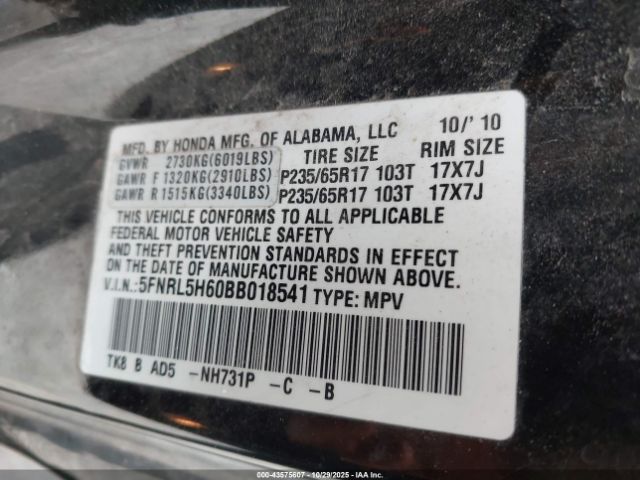 MFD. BY HONDA MFG. OF ALABAMA, LLC 10/'10
GVWR 2730KG(6019LBS) TIRE SIZE RIM SIZE
GAWR F 1320KG(2910LBS) P235/65R17 103T 17X7J
GAWR R 1515KG(3340LBS) P235/65R17 103T 17X7J
THIS VEHICLE CONFORMS TO ALL APPLICABLE
FEDERAL MOTOR VEHICLE SAFETY
AND THEFT PREVENTION STANDARDS IN EFFECT
ON THE DATE OF MANUFACTURE SHOWN ABOVE.
V.I.N.:5FNRL5H60BB018541 TYPE: MPV
TK8 B AD5 -NH731P -C -B
© IAAI - 43575607 - 10/29/2025 - IAAI.COM